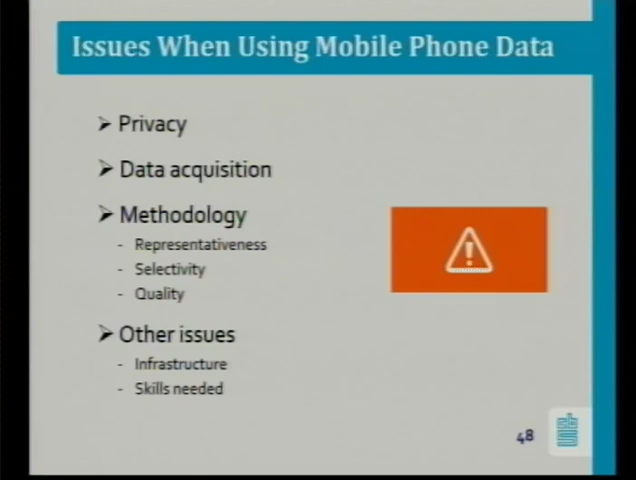 Issues When Using Mobile Phone Data
➢ Privacy
➢ Data acquisition
➢ Methodology
- Representativeness
- Selectivity
- Quality
➢ Other issues
- Infrastructure
- Skills needed
48